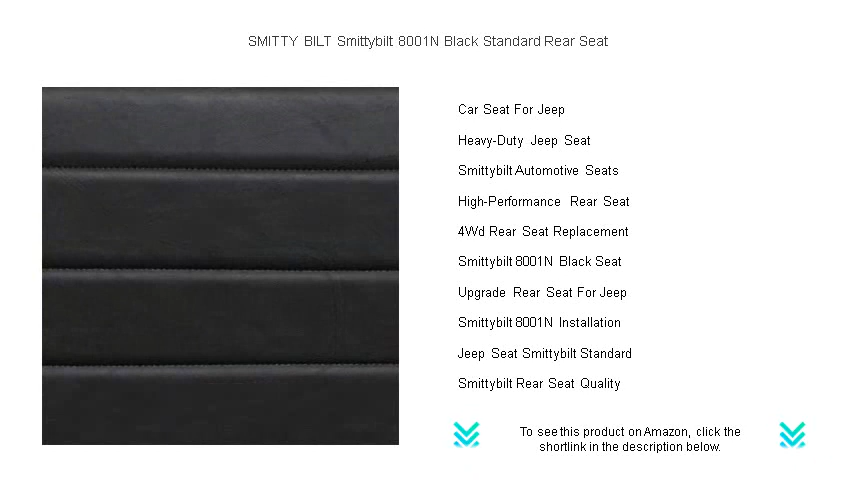 SMITTY BILT Smittybilt 8001N Black Standard Rear Seat
Car Seat For Jeep
Heavy-Duty Jeep Seat
Smittybilt Automotive Seats
High-Performance Rear Seat
4Wd Rear Seat Replacement
Smittybilt 8001N Black Seat
Upgrade Rear Seat For Jeep
Smittybilt 8001N Installation
Jeep Seat Smittybilt Standard
Smittybilt Rear Seat Quality
To see this product on Amazon, click the
shortlink in the description below.